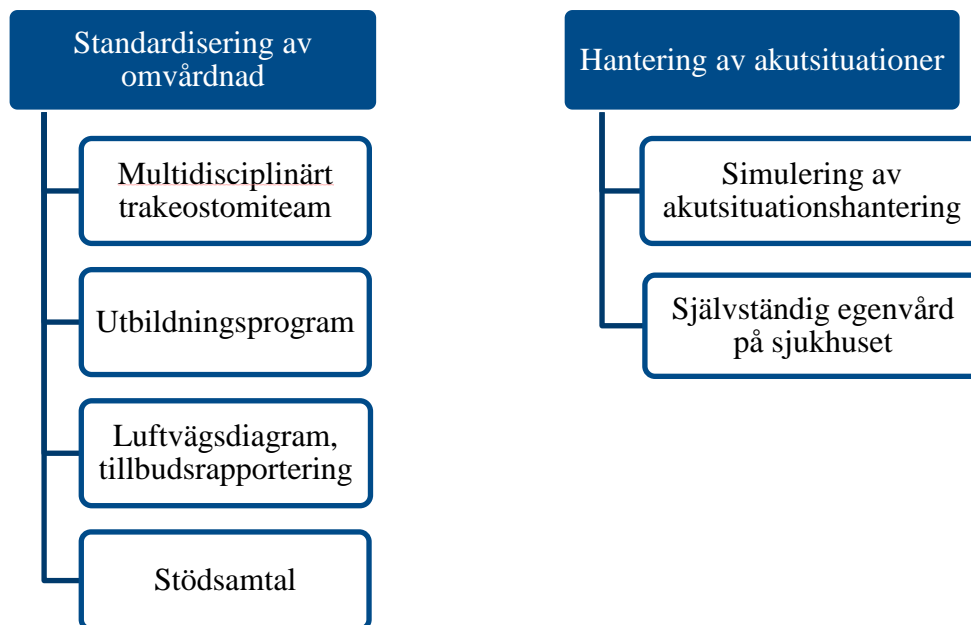 Standardisering av
omvårdnad
Multidisciplinärt
trakeostomiteam
Utbildningsprogram
Luftvägsdiagram,
tillbudsrapportering
Stödsamtal
Hantering av akutsituationer
Simulering av
akutsituationshantering
Självständig egenvård
på sjukhuset